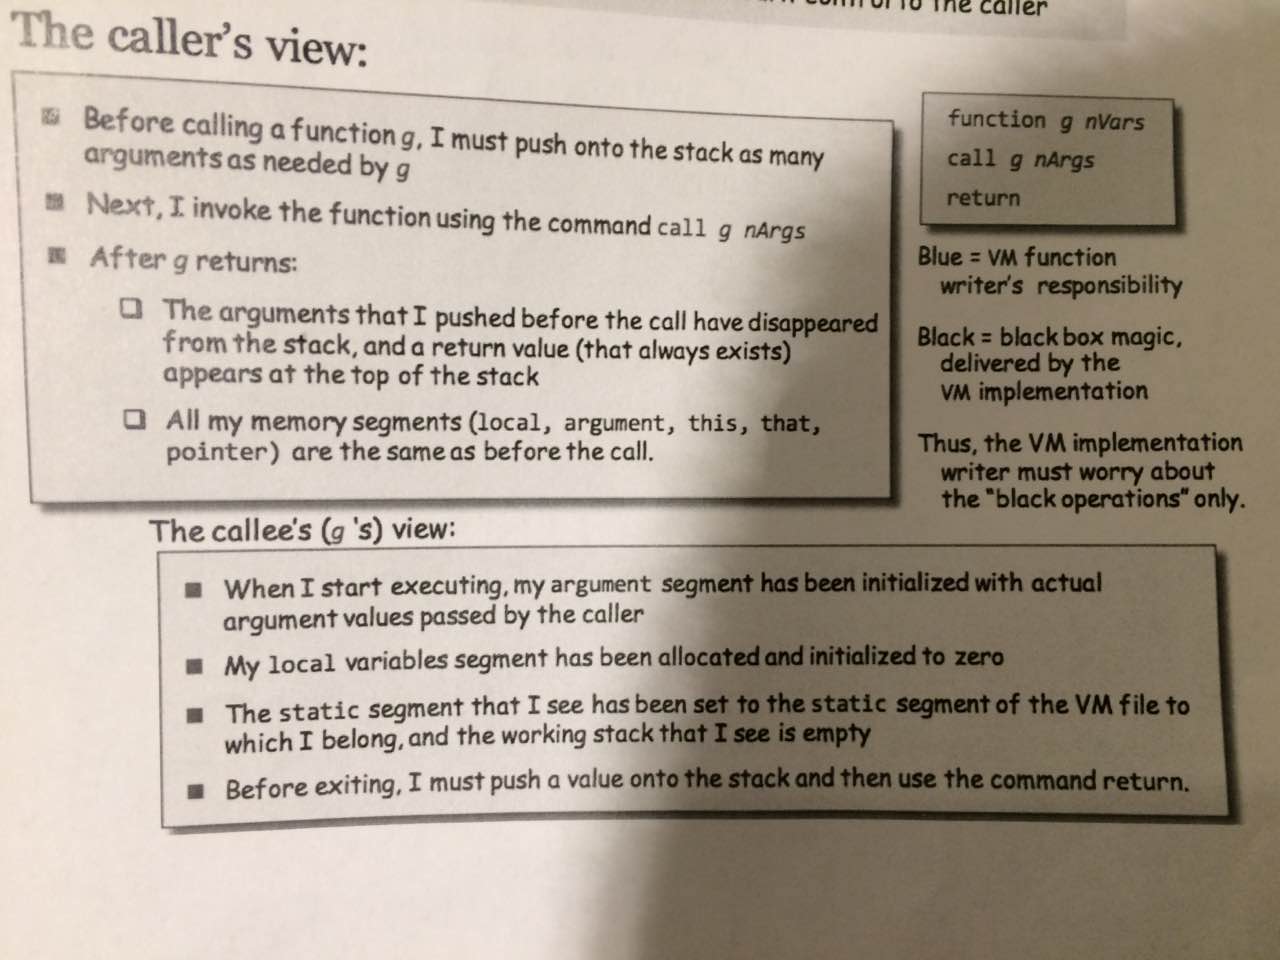 control to the caller
The caller's view:
Before calling a function g, I must push onto the stack as many
arguments as needed by g
Next, I invoke the function using the command call g nArgs
After g returns:
The arguments that I pushed before the call have disappeared
from the stack, and a return value (that always exists)
appears at the top of the stack
All my memory segments (local, argument, this, that,
pointer) are the same as before the call.
function g nVars
call g nArgs
return
Blue = VM function
writer's responsibility
Black = black box magic,
delivered by the
VM implementation
Thus, the VM implementation
writer must worry about
the "black operations" only.
The callee's (g 's) view:
When I start executing, my argument segment has been initialized with actual
argument values passed by the caller
My local variables segment has been allocated and initialized to zero
The static segment that I see has been set to the static segment of the VM file to
which I belong, and the working stack that I see is empty
Before exiting, I must push a value onto the stack and then use the command return.